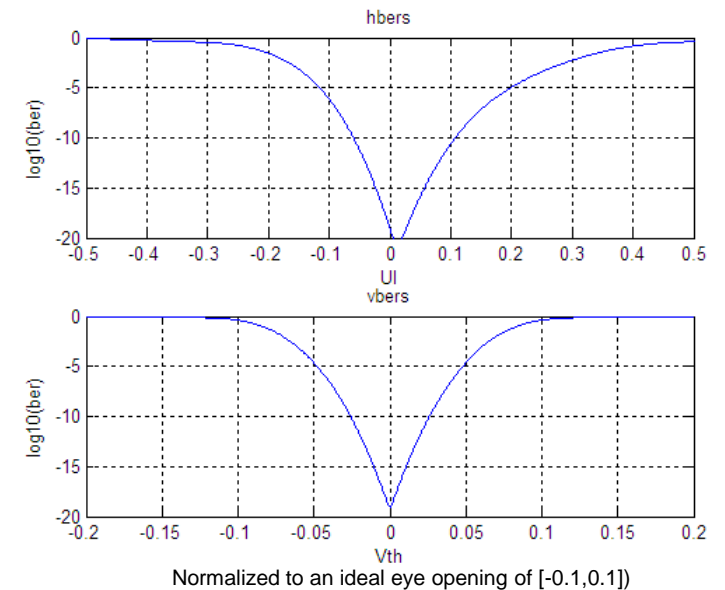 hbers
0
-5
-10
-15
-20
log10(ber)
-0.5 -0.4 -0.3 -0.2 -0.1 0 0.1 0.2 0.3 0.4 0.5
UI
vbers
0
-5
-10
-15
-20
log10(ber)
-0.2 -0.15 -0.1 -0.05 0 0.05 0.1 0.15 0.2
Vth
Normalized to an ideal eye opening of [-0.1,0.1])